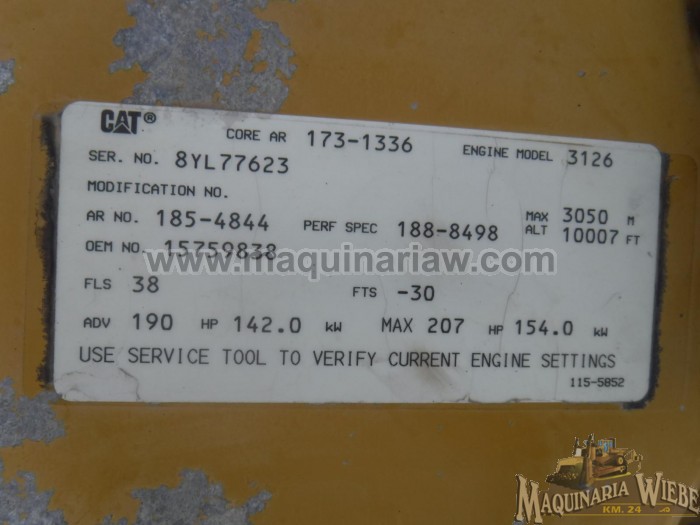 CAT®
CORE AR 173-1336 ENGINE MODEL 3126
SER. NO. 8YL77623
MODIFICATION NO.
AR NO. 185-4844 PERF SPEC 188-8498 MAX ALT 3050 M 10007 FT
OEM NO. 15759838
www.maquinariaw.com
FLS 38 FTS -30
ADV 190 HP 142.0 kW MAX 207 HP 154.0 kW
USE SERVICE TOOL TO VERIFY CURRENT ENGINE SETTINGS
115-5852
MAQUINARIA WIEBE
KM. 24